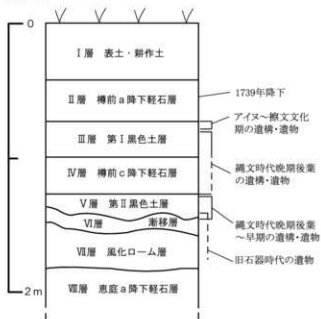 0
Ⅰ層 表土・耕作土
Ⅱ層 樽前a降下軽石層
Ⅲ層 第Ⅰ黒色土層
Ⅳ層 樽前c降下軽石層
Ⅴ層 第Ⅱ黒色土層
Ⅵ層 漸移層
Ⅶ層 風化ローム層
Ⅷ層 恵庭a降下軽石層
2m
1739年降下
アイヌ～擦文文化
期の遺構・遺物
縄文時代晩期後葉
の遺構・遺物
縄文時代晩期後葉
～早期の遺構・遺物
旧石器時代の遺物